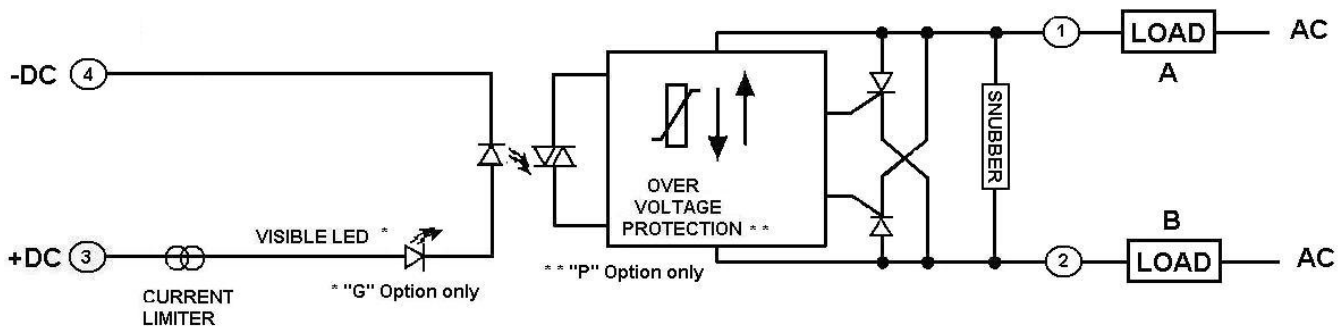 -DC 4
+DC 3
CURRENT
LIMITER
VISIBLE LED *
* "G" Option only
OVER
VOLTAGE
PROTECTION * *
* * "P" Option only
SNUBBER
1 LOAD AC
A
B
2 LOAD AC